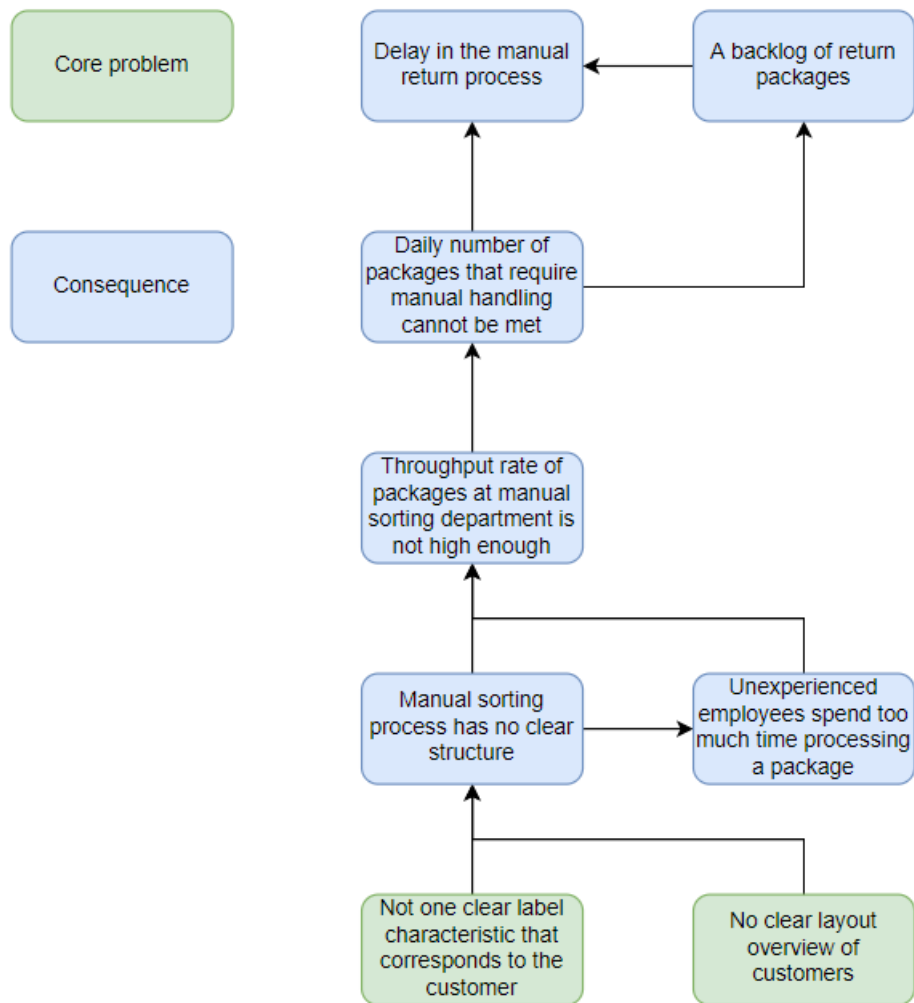 Core problem
Delay in the manual
return process
A backlog of return
packages
Consequence
Daily number of
packages that require
manual handling
cannot be met
Throughput rate of
packages at manual
sorting department is
not high enough
Manual sorting
process has no clear
structure
Unexperienced
employees spend too
much time processing
a package
Not one clear label
characteristic that
corresponds to the
customer
No clear layout
overview of
customers